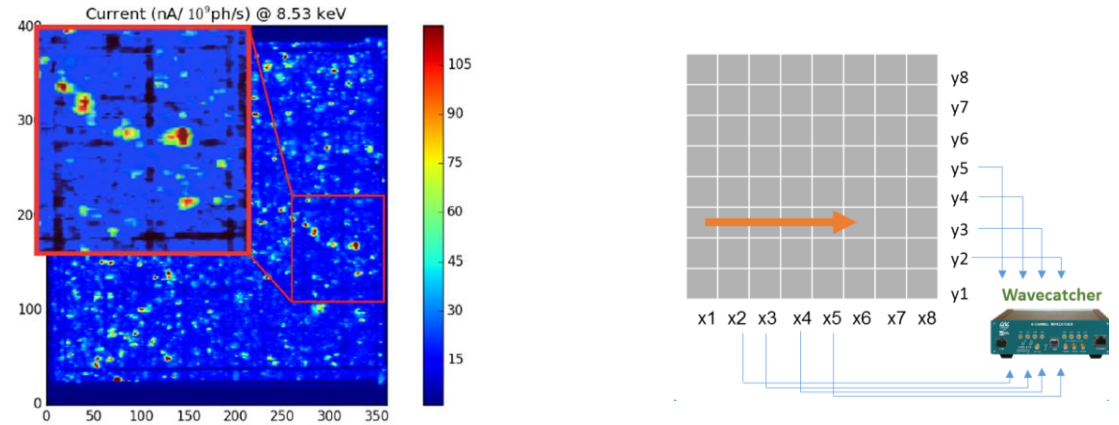 Current (nA/ 10⁹ph/s) @ 8.53 keV
400
300
200
100
0
0 50 100 150 200 250 300 350
105
90
75
60
45
30
15
y8
y7
y6
y5
y4
y3
y2
y1
x1 x2 x3 x4 x5 x6 x7 x8
Wavecatcher